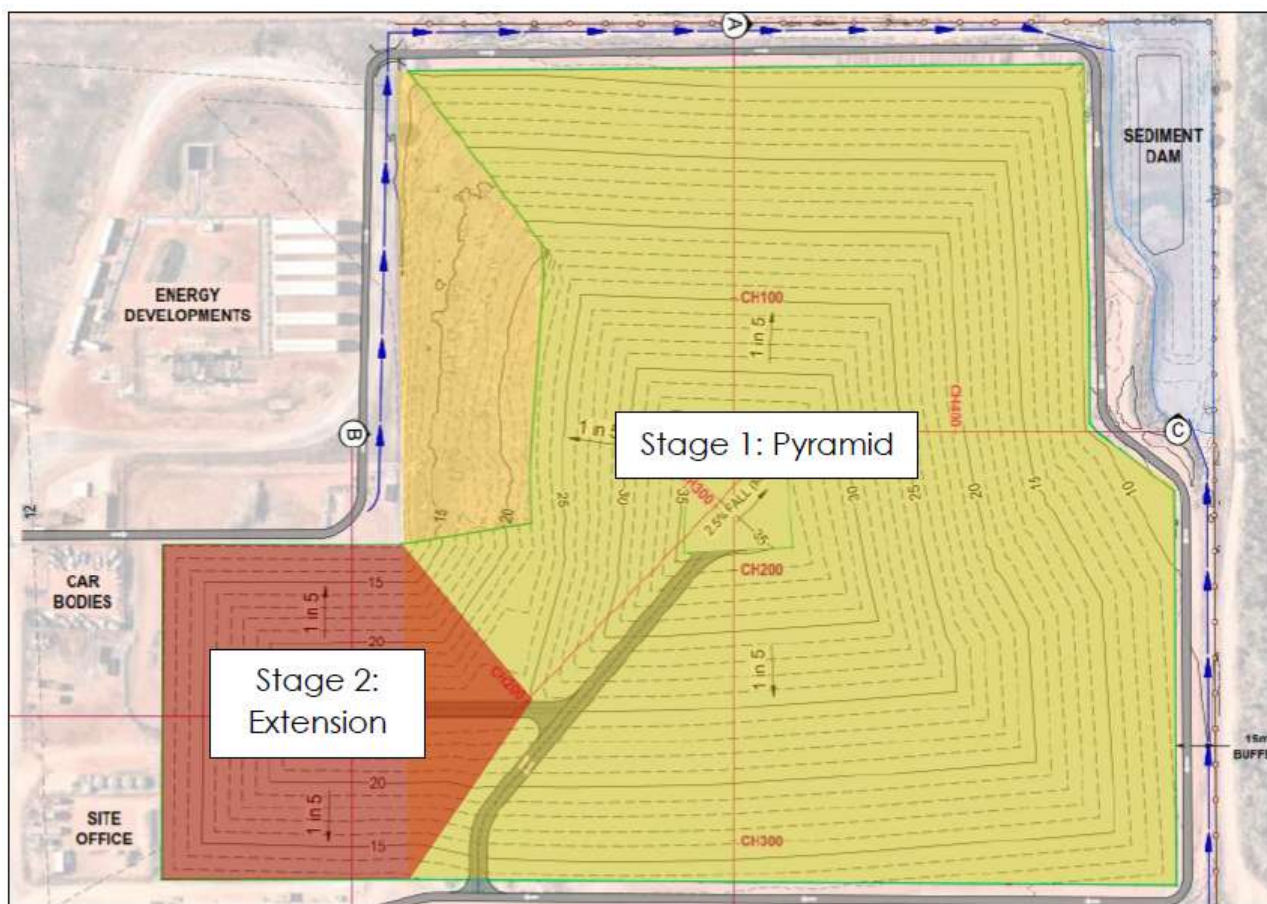 A
SEDIMENT
DAM
ENERGY
DEVELOPMENTS
CH100
1 in 5
CH400
B
1 in 5
Stage 1: Pyramid
C
15
20
25
30
35
2.5% FALL
30
25
20
15
10
35
12
CH200
CAR
BODIES
15
1 in 5
20
Stage 2:
Extension
CH200
1 in 5
15m
BUFF
20
1 in 5
15
SITE
OFFICE
CH300